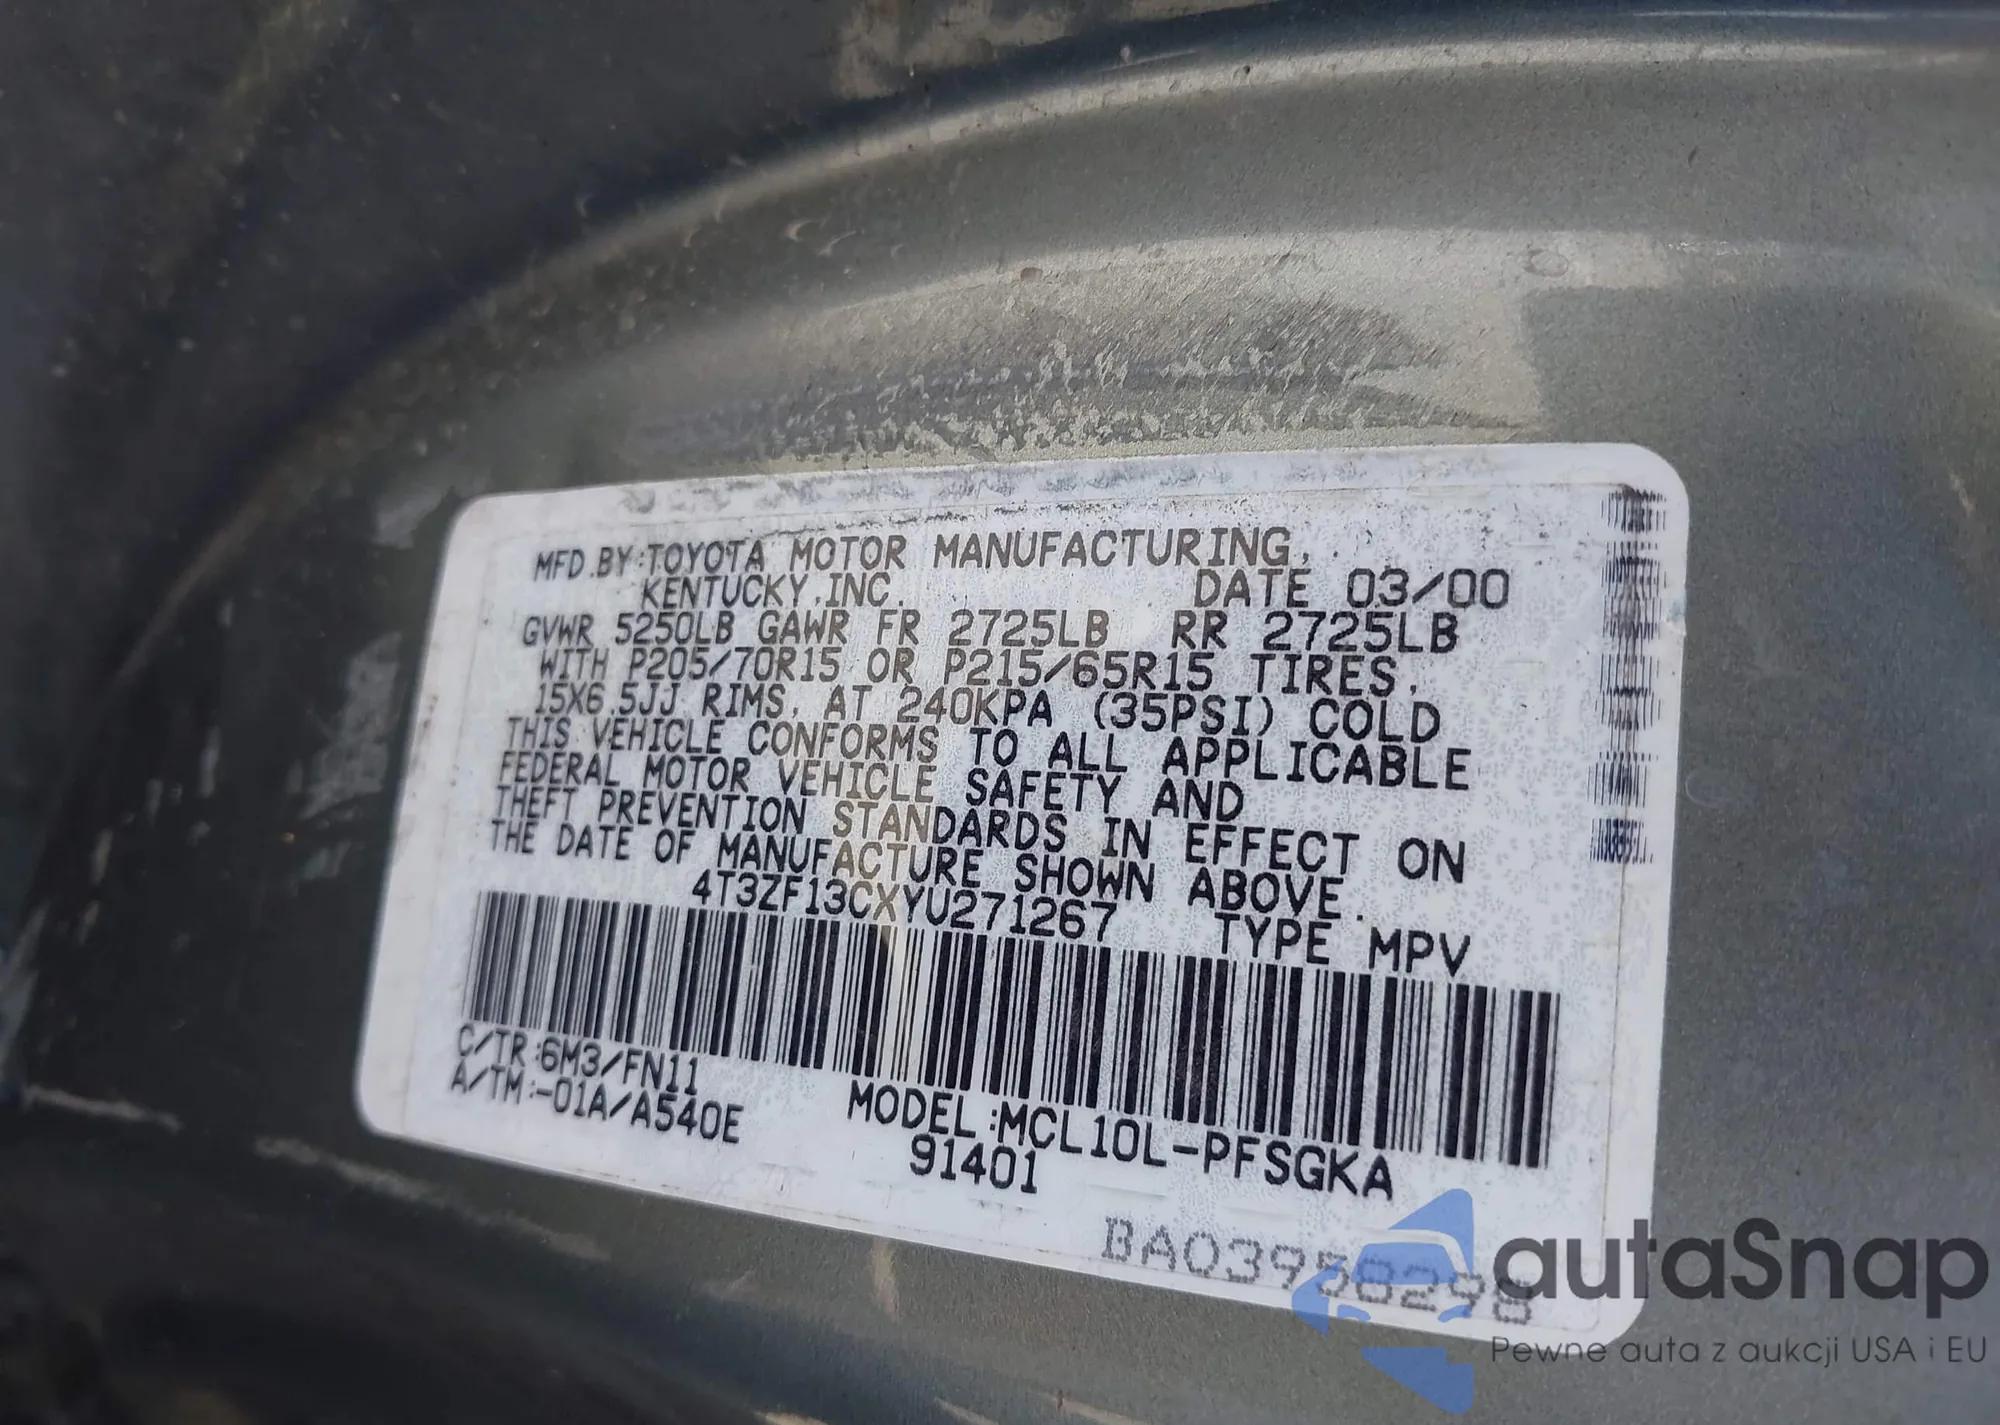 MFD.BY:TOYOTA MOTOR MANUFACTURING,
KENTUCKY,INC. DATE 03/00
GVWR 5250LB GAWR FR 2725LB RR 2725LB
WITH P205/70R15 OR P215/65R15 TIRES,
15X6.5JJ RIMS, AT 240KPA (35PSI) COLD
THIS VEHICLE CONFORMS TO ALL APPLICABLE
FEDERAL MOTOR VEHICLE SAFETY AND
THEFT PREVENTION STANDARDS IN EFFECT ON
THE DATE OF MANUFACTURE SHOWN ABOVE.
4T3ZF13CXYU271267 TYPE MPV
C/TR:6M3/FN11
A/TM:-01A/A540E
MODEL:MCL10L-PFSGKA
91401
BA03958298
autaSnap
Pewne auta z aukcji USA i EU